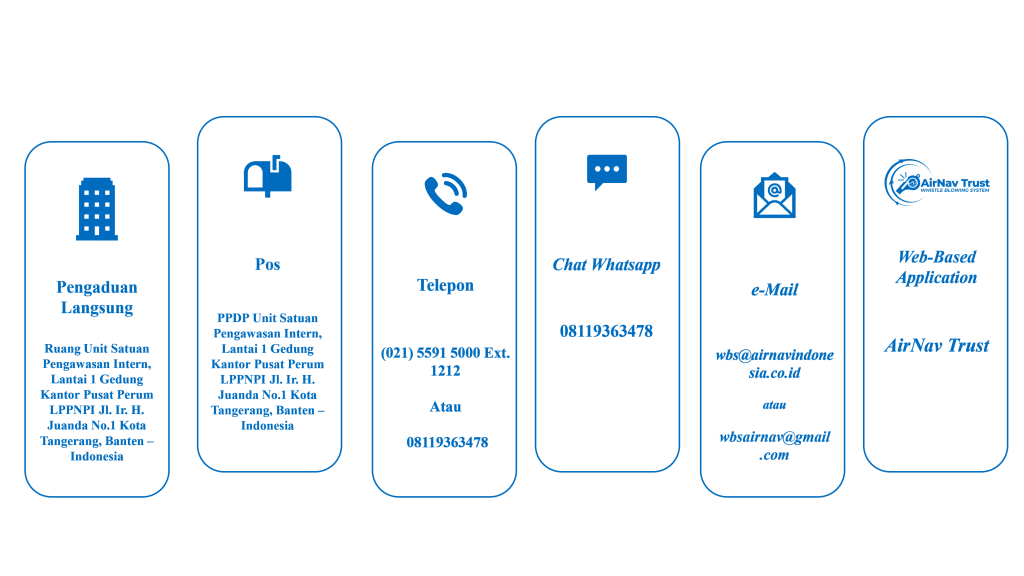 Pengaduan
Langsung
Ruang Unit Satuan
Pengawasan Intern,
Lantai 1 Gedung
Kantor Pusat Perum
LPPNPI Jl. Ir. H.
Juanda No.1 Kota
Tangerang, Banten –
Indonesia
Pos
PPDP Unit Satuan
Pengawasan Intern,
Lantai 1 Gedung
Kantor Pusat Perum
LPPNPI Jl. Ir. H.
Juanda No.1 Kota
Tangerang, Banten –
Indonesia
Telepon
(021) 5591 5000 Ext.
1212
Atau
08119363478
Chat Whatsapp
08119363478
@
e-Mail
wbs@airnavindone
sia.co.id
atau
wbsairnav@gmail
.com
AirNav Trust
WHISTLE BLOWING SYSTEM
Web-Based
Application
AirNav Trust